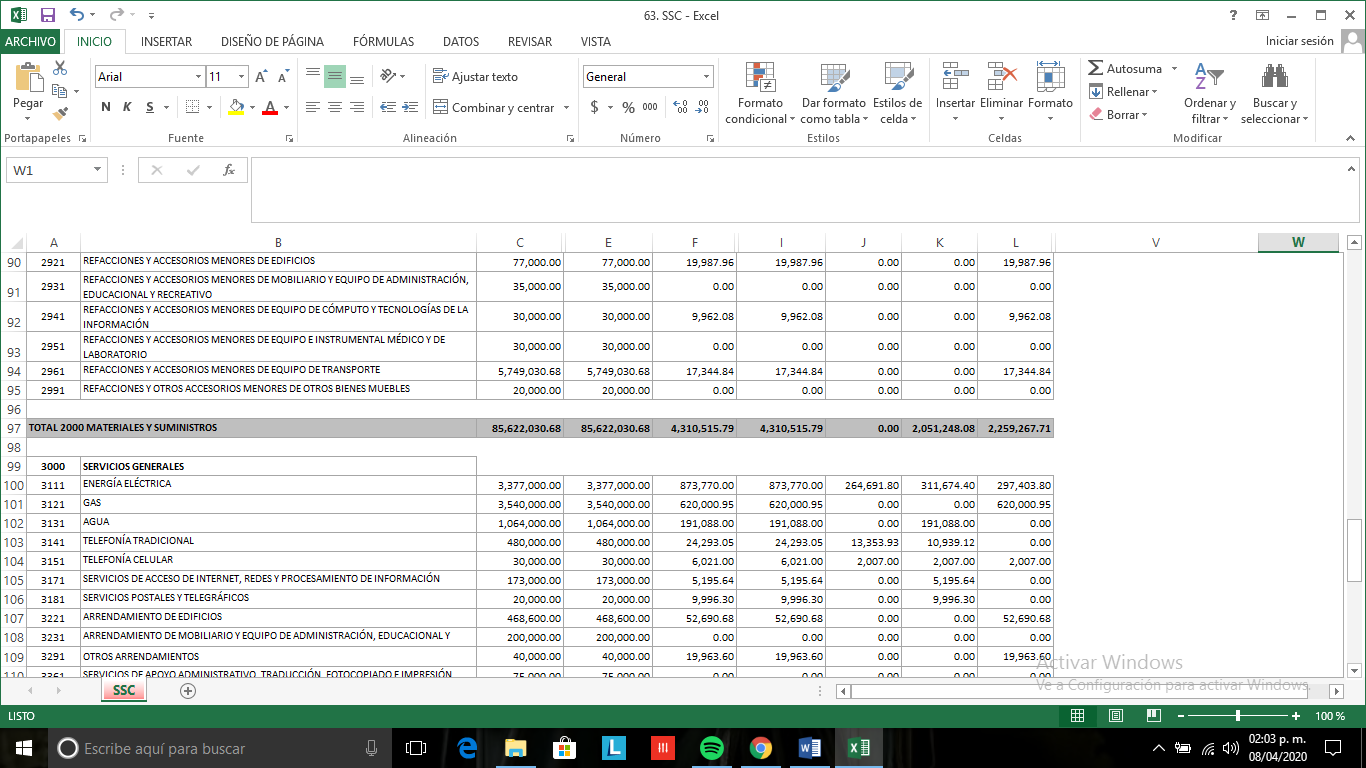 63. SSC - Excel
?
ARCHIVO INICIO INSERTAR DISEÑO DE PÁGINA FÓRMULAS DATOS REVISAR VISTA Iniciar sesión
Pegar
Portapapeles
Arial 11
N K S
Fuente
Ajustar texto
Combinar y centrar
Alineación
General
$ % 000
Número
Formato condicional
Dar formato como tabla
Estilos de celda
Estilos
Insertar Eliminar Formato
Celdas
Autosuma
Rellenar
Borrar
Ordenar y filtrar
Buscar y seleccionar
Modificar
W1 fx
A B C E F I J K L V W
90 2921 REFACCIONES Y ACCESORIOS MENORES DE EDIFICIOS 77,000.00 77,000.00 19,987.96 19,987.96 0.00 0.00 19,987.96
91 2931 REFACCIONES Y ACCESORIOS MENORES DE MOBILIARIO Y EQUIPO DE ADMINISTRACIÓN,
EDUCACIONAL Y RECREATIVO 35,000.00 35,000.00 0.00 0.00 0.00 0.00 0.00
92 2941 REFACCIONES Y ACCESORIOS MENORES DE EQUIPO DE CÓMPUTO Y TECNOLOGÍAS DE LA
INFORMACIÓN 30,000.00 30,000.00 9,962.08 9,962.08 0.00 0.00 9,962.08
93 2951 REFACCIONES Y ACCESORIOS MENORES DE EQUIPO E INSTRUMENTAL MÉDICO Y DE
LABORATORIO 30,000.00 30,000.00 0.00 0.00 0.00 0.00 0.00
94 2961 REFACCIONES Y ACCESORIOS MENORES DE EQUIPO DE TRANSPORTE 5,749,030.68 5,749,030.68 17,344.84 17,344.84 0.00 0.00 17,344.84
95 2991 REFACCIONES Y OTROS ACCESORIOS MENORES DE OTROS BIENES MUEBLES 20,000.00 20,000.00 0.00 0.00 0.00 0.00 0.00
96
97 TOTAL 2000 MATERIALES Y SUMINISTROS 85,622,030.68 85,622,030.68 4,310,515.79 4,310,515.79 0.00 2,051,248.08 2,259,267.71
98
99 3000 SERVICIOS GENERALES
100 3111 ENERGÍA ELÉCTRICA 3,377,000.00 3,377,000.00 873,770.00 873,770.00 264,691.80 311,674.40 297,403.80
101 3121 GAS 3,540,000.00 3,540,000.00 620,000.95 620,000.95 0.00 0.00 620,000.95
102 3131 AGUA 1,064,000.00 1,064,000.00 191,088.00 191,088.00 0.00 191,088.00 0.00
103 3141 TELEFONÍA TRADICIONAL 480,000.00 480,000.00 24,293.05 24,293.05 13,353.93 10,939.12 0.00
104 3151 TELEFONÍA CELULAR 30,000.00 30,000.00 6,021.00 6,021.00 2,007.00 2,007.00 2,007.00
105 3171 SERVICIOS DE ACCESO DE INTERNET, REDES Y PROCESAMIENTO DE INFORMACIÓN 173,000.00 173,000.00 5,195.64 5,195.64 0.00 5,195.64 0.00
106 3181 SERVICIOS POSTALES Y TELEGRÁFICOS 20,000.00 20,000.00 9,996.30 9,996.30 0.00 9,996.30 0.00
107 3221 ARRENDAMIENTO DE EDIFICIOS 468,600.00 468,600.00 52,690.68 52,690.68 0.00 0.00 52,690.68
108 3231 ARRENDAMIENTO DE MOBILIARIO Y EQUIPO DE ADMINISTRACIÓN, EDUCACIONAL Y 200,000.00 200,000.00 0.00 0.00 0.00 0.00 0.00
109 3291 OTROS ARRENDAMIENTOS 40,000.00 40,000.00 19,963.60 19,963.60 0.00 0.00 19,963.60
110 3361 SERVICIOS DE APOYO ADMINISTRATIVO, TRADUCCIÓN, FOTOCOPIADO E IMPRESIÓN 75,000.00 75,000.00 0.00 0.00 0.00 0.00 0.00
Activar Windows
Ve a Configuración para activar Windows.
SSC
LISTO 100 %
Escribe aquí para buscar
02:03 p. m.
08/04/2020